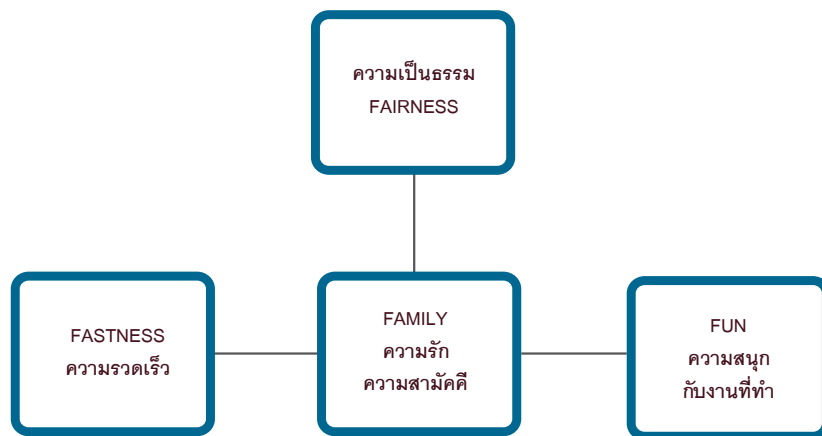 ความเป็นธรรม
FAIRNESS
FASTNESS
ความรวดเร็ว
FAMILY
ความรัก
ความสามัคคี
FUN
ความสนุก
กับงานที่ทำ